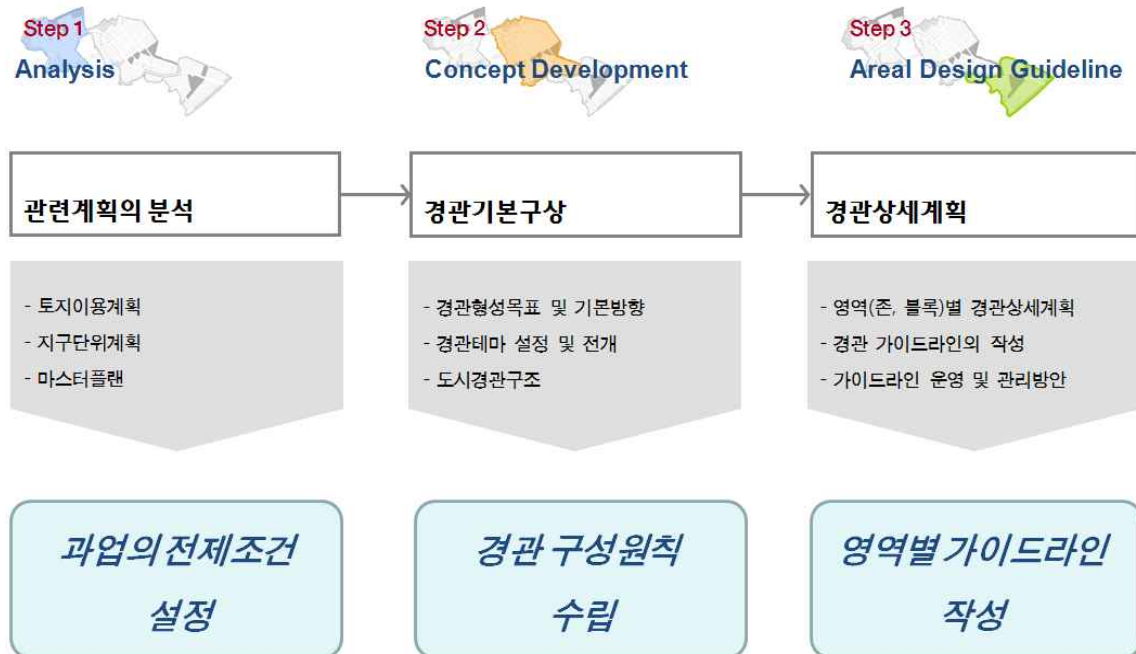 Step 1
Analysis
관련계획의 분석
- 토지이용계획
- 지구단위계획
- 마스터플랜
과업의 전제조건
설정
Step 2
Concept Development
경관기본구상
- 경관형성목표 및 기본방향
- 경관테마 설정 및 전개
- 도시경관구조
경관 구성원칙
수립
Step 3
Areal Design Guideline
경관상세계획
- 영역(존, 블록)별 경관상세계획
- 경관 가이드라인의 작성
- 가이드라인 운영 및 관리방안
영역별 가이드라인
작성